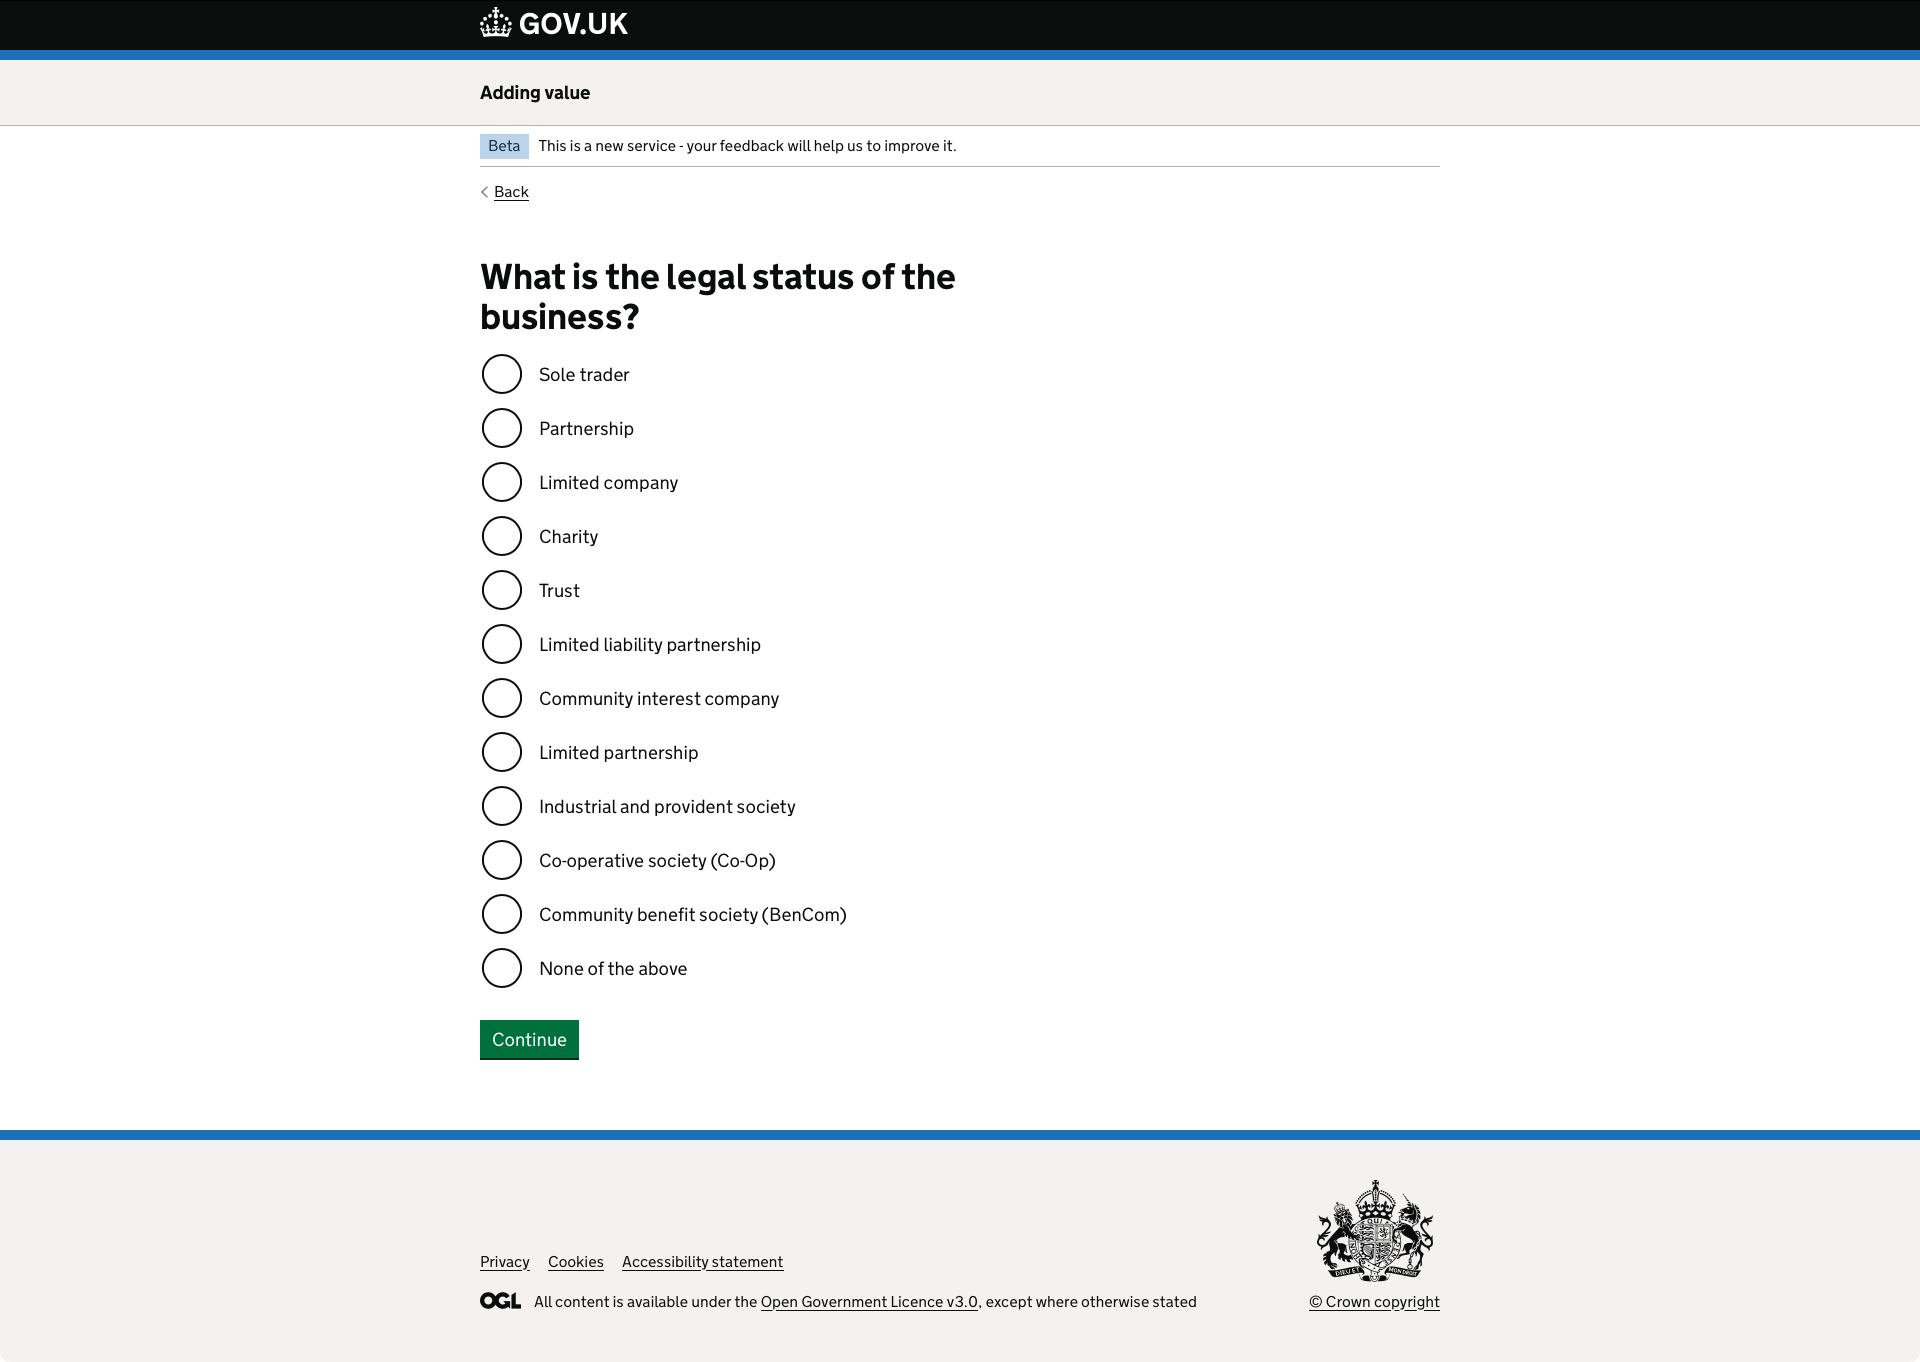 GOV.UK
Adding value
Beta This is a new service - your feedback will help us to improve it.
Back
What is the legal status of the
business?
Sole trader
Partnership
Limited company
Charity
Trust
Limited liability partnership
Community interest company
Limited partnership
Industrial and provident society
Co-operative society (Co-Op)
Community benefit society (BenCom)
None of the above
Continue
Privacy Cookies Accessibility statement
OGL All content is available under the Open Government Licence v3.0, except where otherwise stated
© Crown copyright